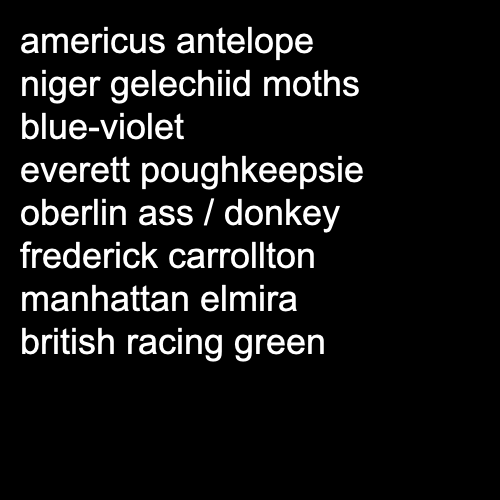 americus antelope
niger gelechiid moths
blue-violet
everett poughkeepsie
oberlin ass / donkey
frederick carrollton
manhattan elmira
british racing green